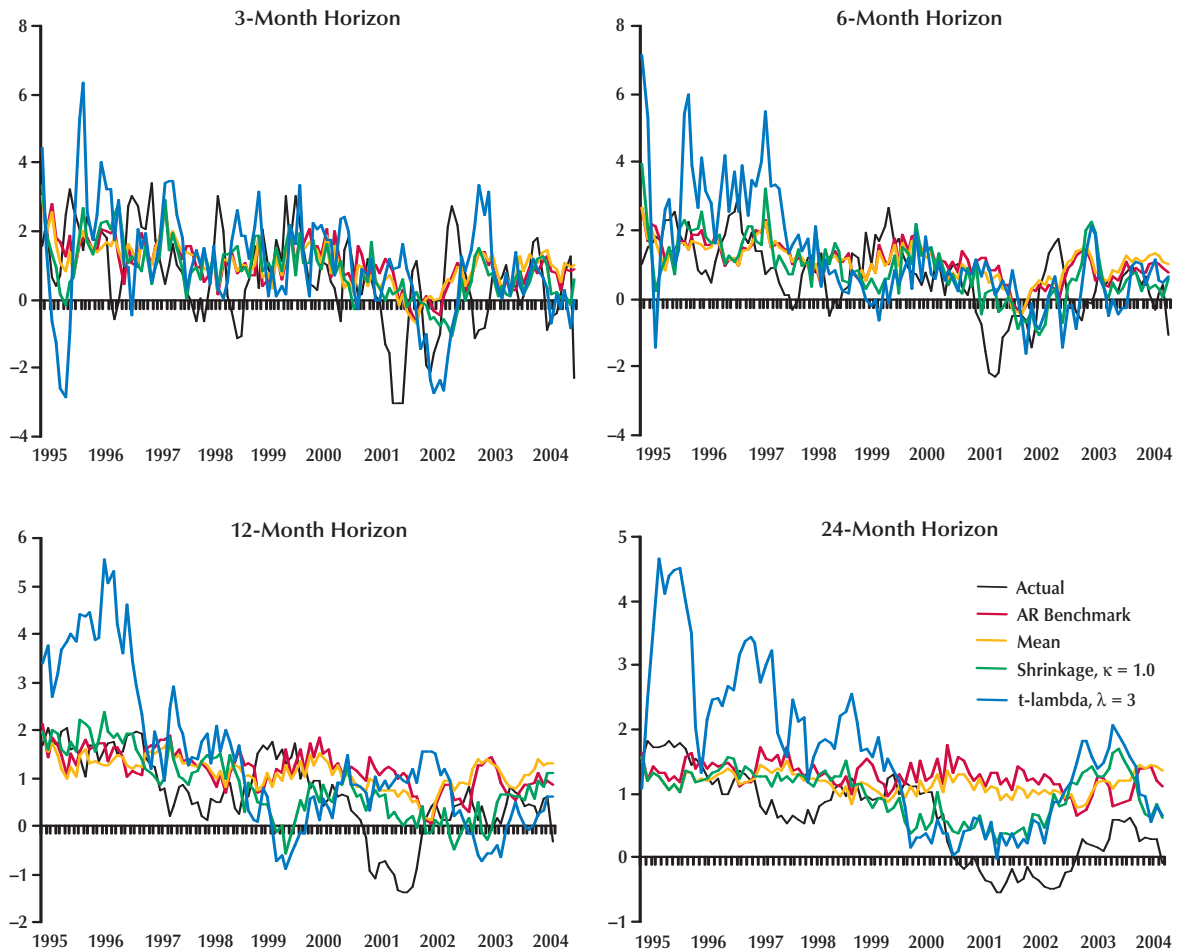 3-Month Horizon
8
6
4
2
0
−2
−4
1995 1996 1997 1998 1999 2000 2001 2002 2003 2004
6-Month Horizon
8
6
4
2
0
−2
−4
1995 1996 1997 1998 1999 2000 2001 2002 2003 2004
12-Month Horizon
6
5
4
3
2
1
0
−1
−2
1995 1996 1997 1998 1999 2000 2001 2002 2003 2004
24-Month Horizon
5
4
3
2
1
0
−1
Actual
AR Benchmark
Mean
Shrinkage, κ = 1.0
t-lambda, λ = 3
1995 1996 1997 1998 1999 2000 2001 2002 2003 2004